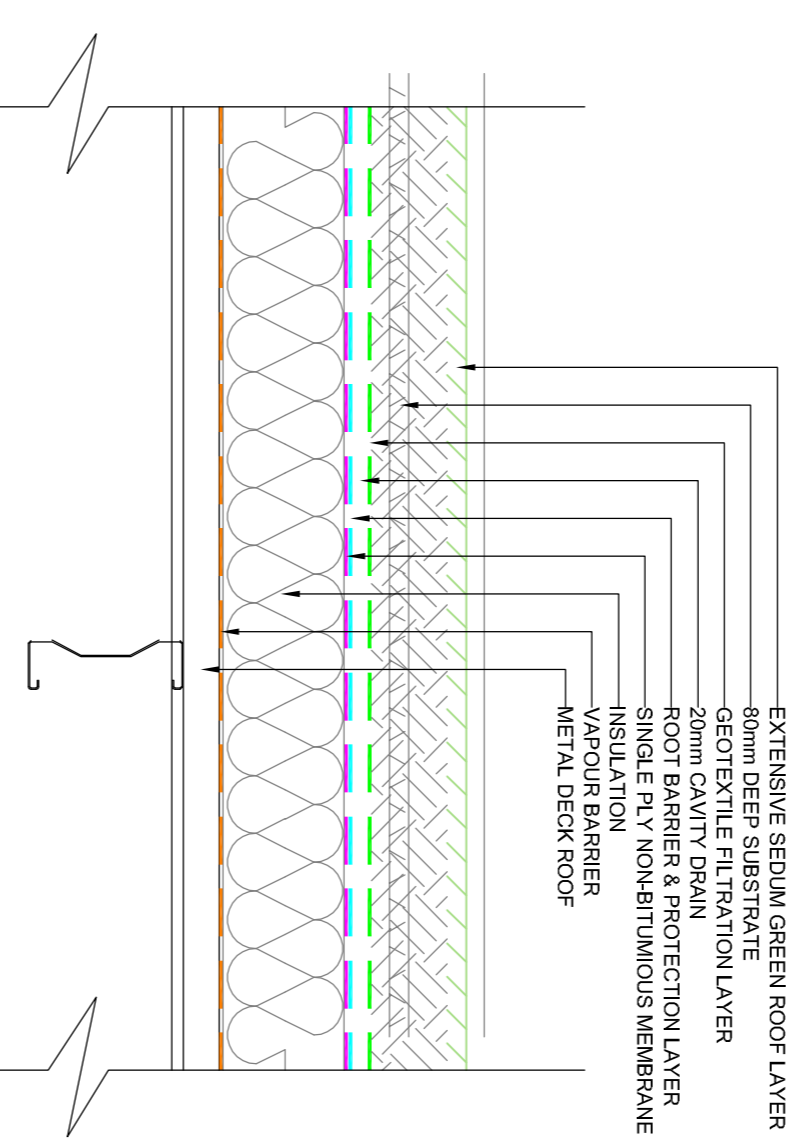 EXTENSIVE SEDUM GREEN ROOF LAYER
80mm DEEP SUBSTRATE
GEOTEXTILE FILTRATION LAYER
20mm CAVITY DRAIN
ROOT BARRIER & PROTECTION LAYER
SINGLE PLY NON-BITUMIOUS MEMBRANE
INSULATION
VAPOUR BARRIER
METAL DECK ROOF